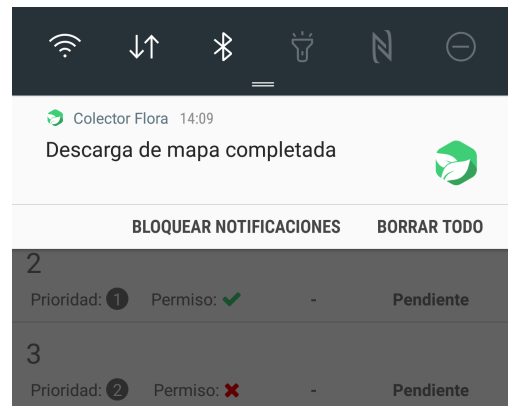 Colector Flora 14:09
Descarga de mapa completada
BLOQUEAR NOTIFICACIONES BORRAR TODO
2
Prioridad: 1 Permiso: - Pendiente
3
Prioridad: 2 Permiso: - Pendiente